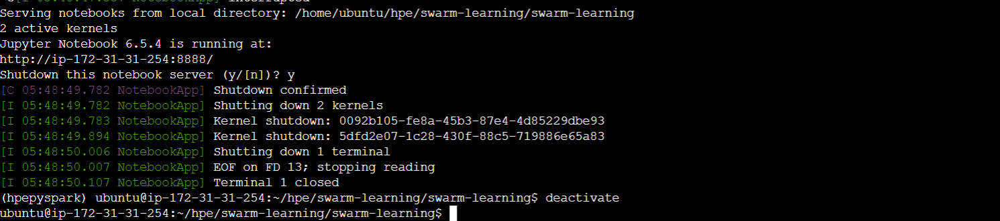 Serving notebooks from local directory: /home/ubuntu/hpe/swarm-learning/swarm-learning
2 active kernels
Jupyter Notebook 6.5.4 is running at:
http://ip-172-31-31-254:8888/
Shutdown this notebook server (y/[n])? y
[C 05:48:49.782 NotebookApp] Shutdown confirmed
[I 05:48:49.782 NotebookApp] Shutting down 2 kernels
[I 05:48:49.783 NotebookApp] Kernel shutdown: 0092b105-fe8a-45b3-87e4-4d85229dbe93
[I 05:48:49.894 NotebookApp] Kernel shutdown: 5dfd2e07-1c28-430f-88c5-719886e65a83
[I 05:48:50.006 NotebookApp] Shutting down 1 terminal
[I 05:48:50.007 NotebookApp] EOF on FD 13; stopping reading
[I 05:48:50.107 NotebookApp] Terminal 1 closed
(hpepyspark) ubuntu@ip-172-31-31-254:~/hpe/swarm-learning/swarm-learning$ deactivate
ubuntu@ip-172-31-31-254:~/hpe/swarm-learning/swarm-learning$